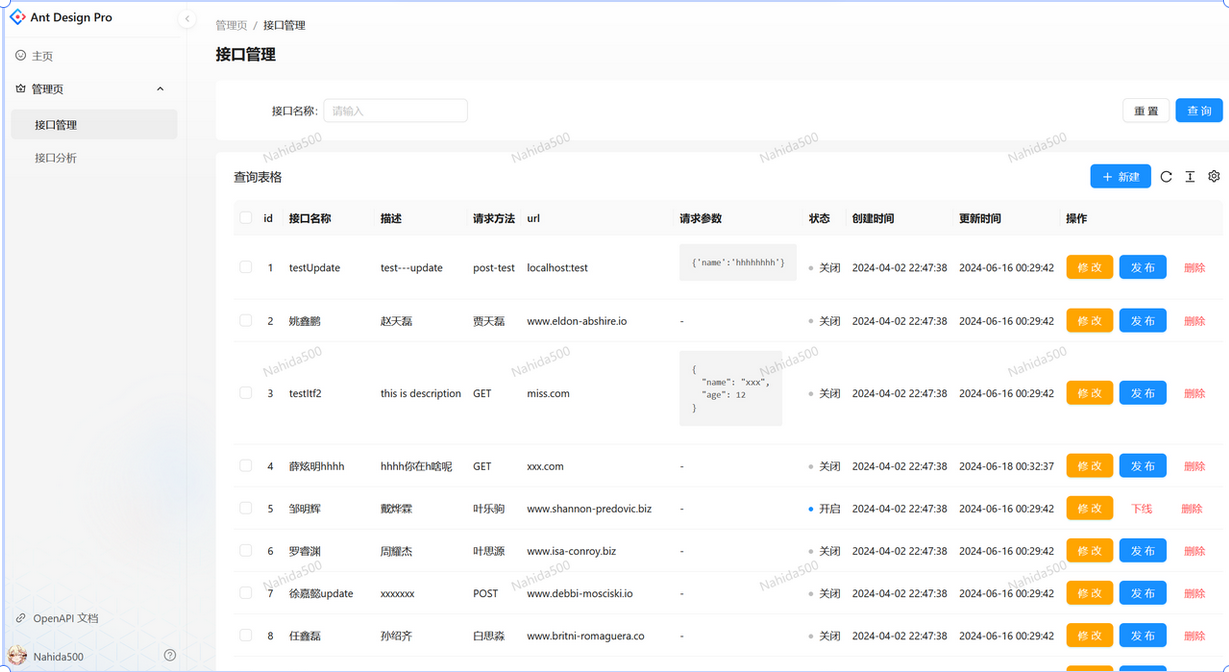 Ant Design Pro
管理页 / 接口管理
接口管理
主页
管理页
接口管理
接口分析
接口名称: 请输入 重 置 查 询
Nahida500 Nahida500 Nahida500 Nahida500
查询表格 + 新建
id 接口名称 描述 请求方法 url 请求参数 状态 创建时间 更新时间 操作
1 testUpdate test---update post-test localhost:test {'name':'hhhhhhhh'} 关闭 2024-04-02 22:47:38 2024-06-16 00:29:42 修 改 发 布 删除
2 姚鑫鹏 赵天磊 贾天磊 www.eldon-abshire.io - 关闭 2024-04-02 22:47:38 2024-06-16 00:29:42 修 改 发 布 删除
Nahida500 Nahida500 Nahida500 Nahida500
{
"name": "xxx",
3 testItf2 this is description GET miss.com "age": 12 关闭 2024-04-02 22:47:38 2024-06-16 00:29:42 修 改 发 布 删除
}
4 薛炫明hhhh hhhh你在h啥呢 GET xxx.com - 关闭 2024-04-02 22:47:38 2024-06-18 00:32:37 修 改 发 布 删除
5 邹明辉 戴烨霖 叶乐驹 www.shannon-predovic.biz - 开启 2024-04-02 22:47:38 2024-06-16 00:29:42 修 改 下线 删除
6 罗睿渊 周耀杰 叶思源 www.isa-conroy.biz - 关闭 2024-04-02 22:47:38 2024-06-16 00:29:42 修 改 发 布 删除
Nahida500 Nahida500 Nahida500 Nahida500
7 徐嘉懿update xxxxxxx POST www.debbi-mosciski.io - 关闭 2024-04-02 22:47:38 2024-06-16 00:29:42 修 改 发 布 删除
8 任鑫磊 孙绍齐 白思淼 www.britni-romaguera.co - 关闭 2024-04-02 22:47:38 2024-06-16 00:29:42 修 改 发 布 删除
OpenAPI 文档
Nahida500